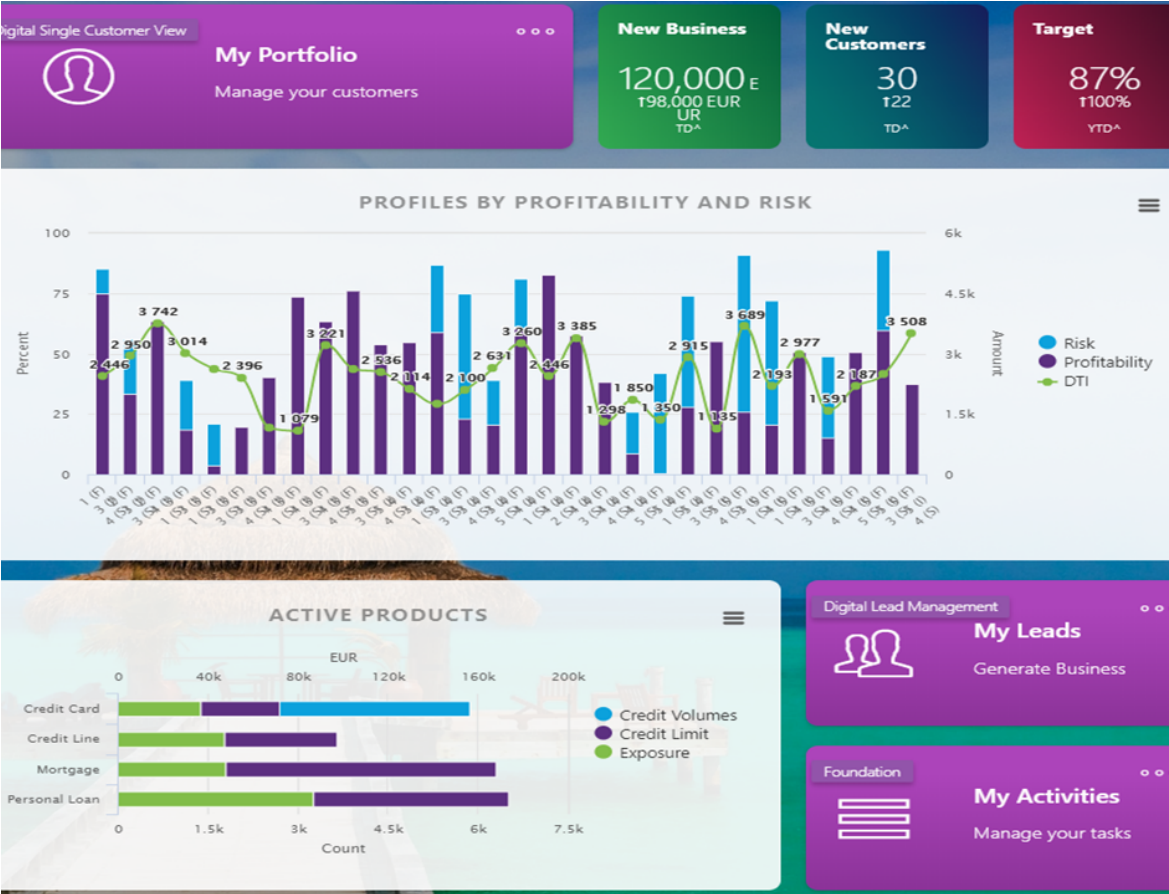 Digital Single Customer View
My Portfolio
Manage your customers
New Business
120,000 E
↑98,000 EUR
UR
TD^
New
Customers
30
↑22
TD^
Target
87%
↑100%
YTD^
PROFILES BY PROFITABILITY AND RISK
Percent
100
75
50
25
0
6k
4.5k
3k
1.5k
0
Amount
2 446
2 950
3 742
3 014
2 396
1 079
3 221
2 536
2 114
2 100
2 631
3 260
2 446
3 385
1 298
1 850
1 350
2 915
1 135
3 689
2 193
2 977
1 591
2 187
3 508
Risk
Profitability
DTI
ACTIVE PRODUCTS
EUR
0 40k 80k 120k 160k 200k
Credit Card
Credit Line
Mortgage
Personal Loan
0 1.5k 3k 4.5k 6k 7.5k
Count
Credit Volumes
Credit Limit
Exposure
Digital Lead Management
My Leads
Generate Business
Foundation
My Activities
Manage your tasks